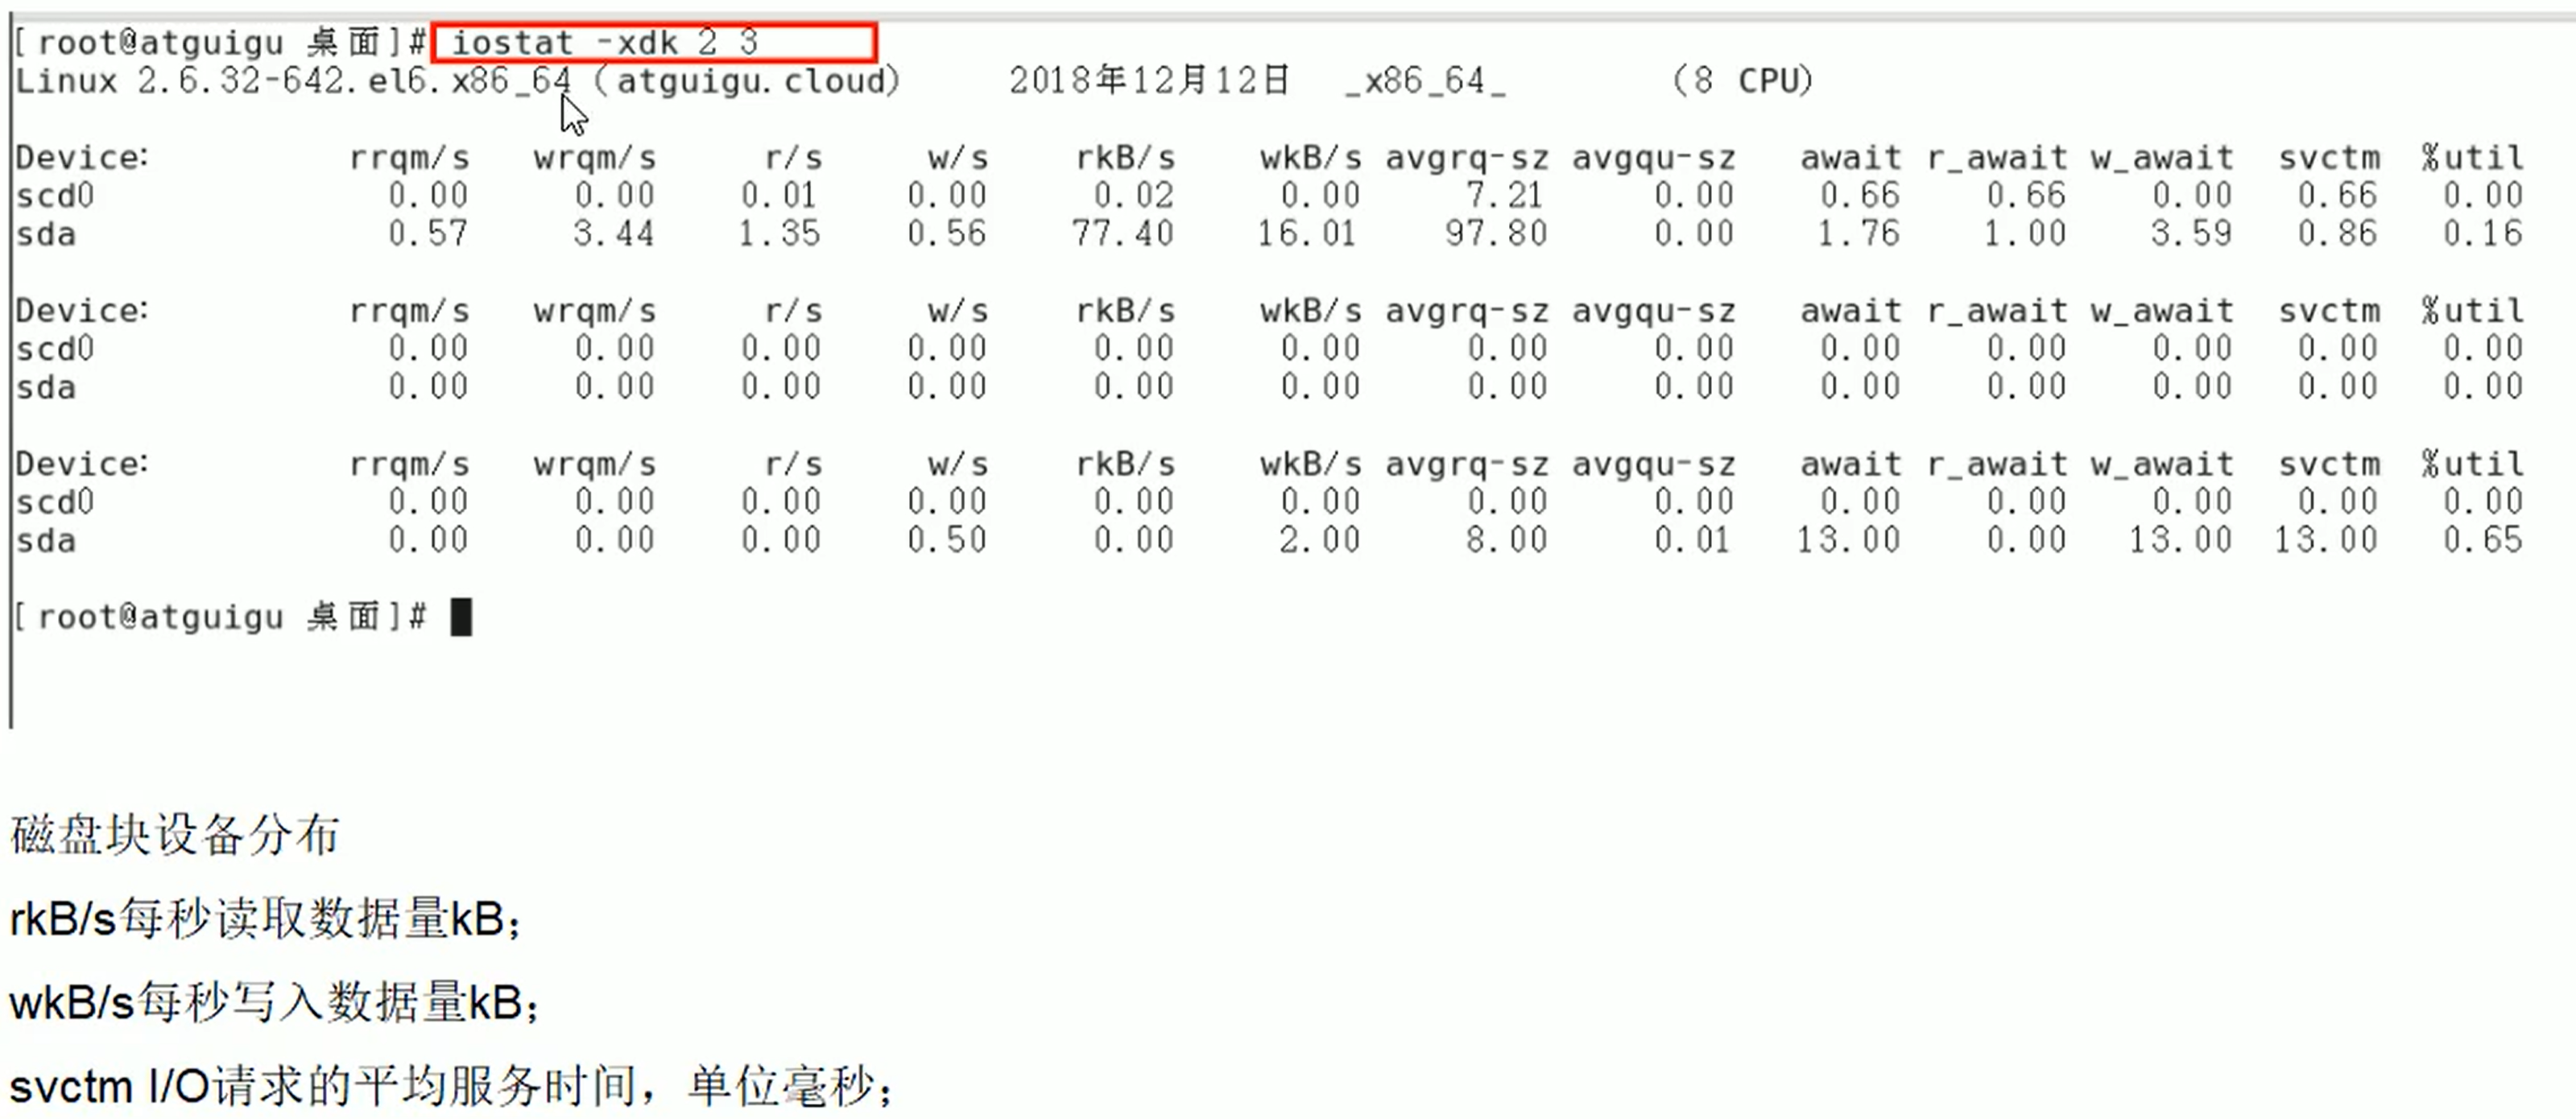 [root@atguigu 桌面]# iostat -xdk 2 3
Linux 2.6.32-642.el6.x86_64 (atguigu.cloud) 2018年12月12日 _x86_64_ (8 CPU)
Device: rrqm/s wrqm/s r/s w/s rkB/s wkB/s avgrq-sz avgqu-sz await r_await w_await svctm %util
scd0 0.00 0.00 0.01 0.00 0.02 0.00 7.21 0.00 0.66 0.66 0.00 0.66 0.00
sda 0.57 3.44 1.35 0.56 77.40 16.01 97.80 0.00 1.76 1.00 3.59 0.86 0.16
Device: rrqm/s wrqm/s r/s w/s rkB/s wkB/s avgrq-sz avgqu-sz await r_await w_await svctm %util
scd0 0.00 0.00 0.00 0.00 0.00 0.00 0.00 0.00 0.00 0.00 0.00 0.00 0.00
sda 0.00 0.00 0.00 0.00 0.00 0.00 0.00 0.00 0.00 0.00 0.00 0.00 0.00
Device: rrqm/s wrqm/s r/s w/s rkB/s wkB/s avgrq-sz avgqu-sz await r_await w_await svctm %util
scd0 0.00 0.00 0.00 0.00 0.00 0.00 0.00 0.00 0.00 0.00 0.00 0.00 0.00
sda 0.00 0.00 0.00 0.50 0.00 2.00 8.00 0.01 13.00 0.00 13.00 13.00 0.65
[root@atguigu 桌面]#
磁盘块设备分布
rkB/s每秒读取数据量kB；
wkB/s每秒写入数据量kB；
svctm I/O请求的平均服务时间，单位毫秒；